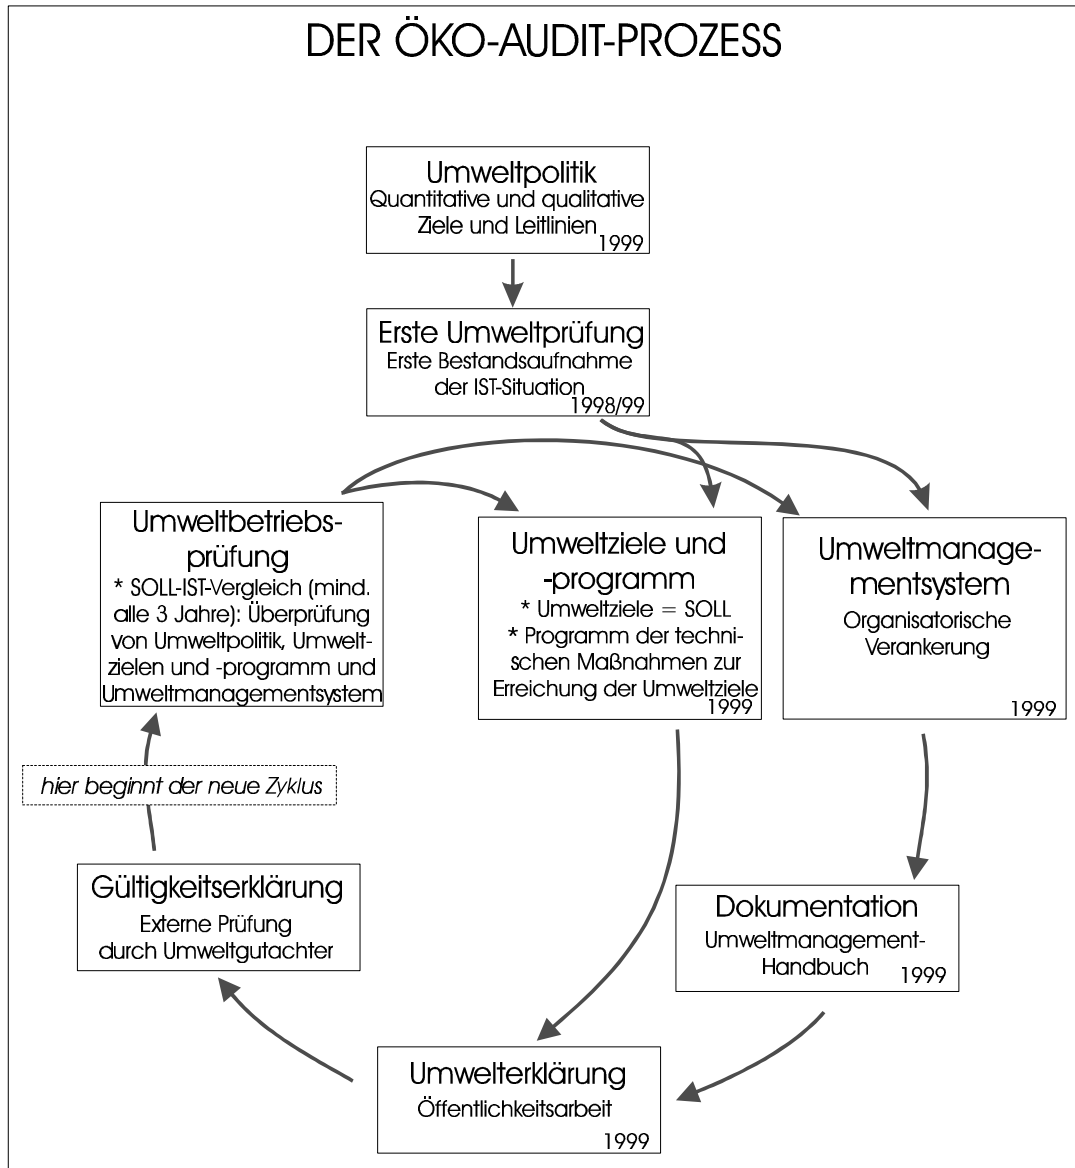 DER ÖKO-AUDIT-PROZESS
Umweltpolitik
Quantitative und qualitative
Ziele und Leitlinien
1999
Erste Umweltprüfung
Erste Bestandsaufnahme
der IST-Situation
1998/99
Umweltbetriebs-
prüfung
* SOLL-IST-Vergleich (mind.
alle 3 Jahre): Überprüfung
von Umweltpolitik, Umwelt-
zielen und -programm und
Umweltmanagementsystem
Umweltziele und
-programm
* Umweltziele = SOLL
* Programm der techni-
schen Maßnahmen zur
Erreichung der Umweltziele
1999
Umweltmanage-
mentsystem
Organisatorische
Verankerung
1999
hier beginnt der neue Zyklus
Gültigkeitserklärung
Externe Prüfung
durch Umweltgutachter
Dokumentation
Umweltmanagement-
Handbuch
1999
Umwelterklärung
Öffentlichkeitsarbeit
1999